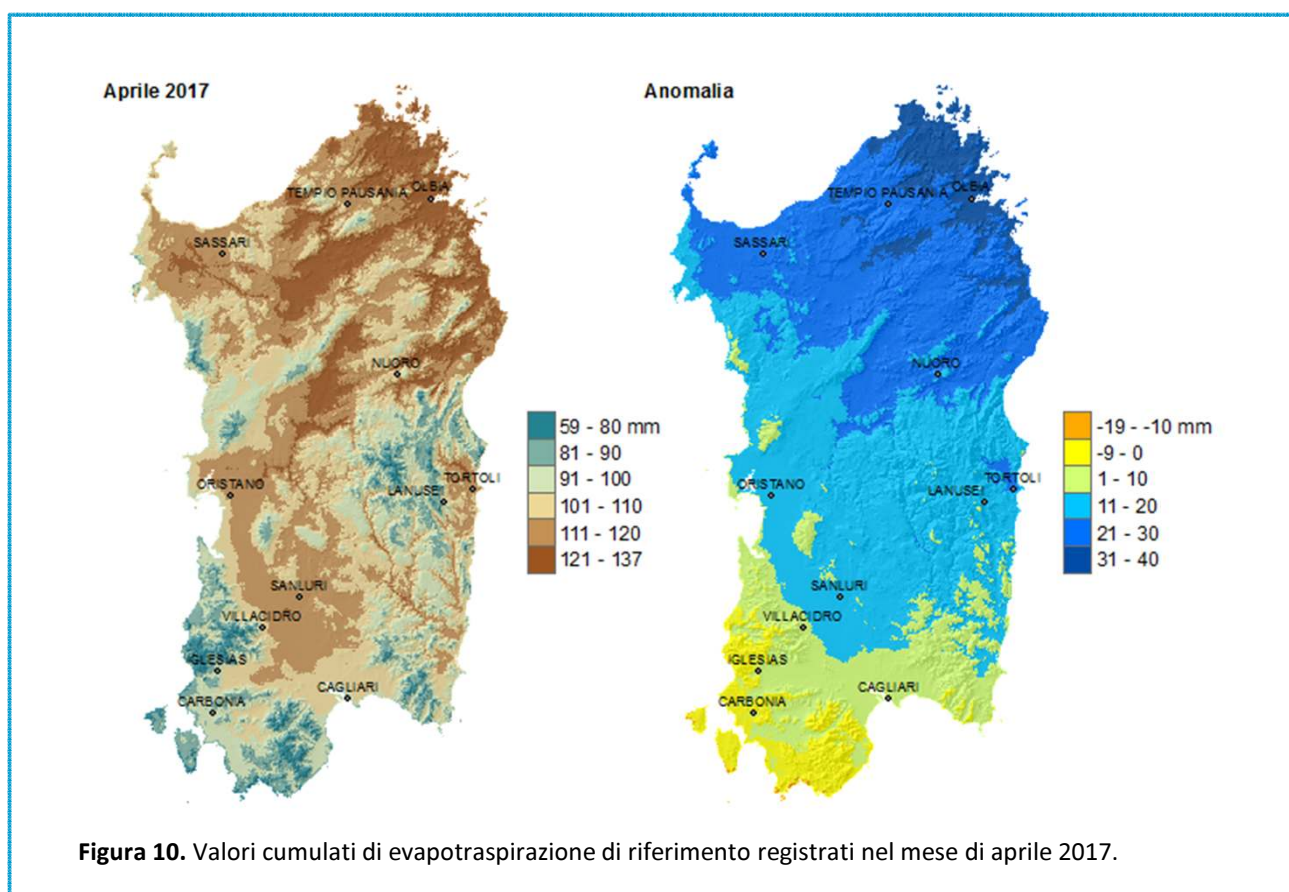 Aprile 2017
TEMPIO PAUSANIA
OLBIA
SASSARI
NUORO
ORISTANO
TORTOLI
LANUSEI
SANLURI
VILLACIDRO
IGLESIAS
CAGLIARI
CARBONIA
59 - 80 mm
81 - 90
91 - 100
101 - 110
111 - 120
121 - 137
Anomalia
TEMPIO PAUSANIA
OLBIA
SASSARI
NUORO
ORISTANO
TORTOLI
LANUSEI
SANLURI
VILLACIDRO
IGLESIAS
CAGLIARI
CARBONIA
-19 - -10 mm
-9 - 0
1 - 10
11 - 20
21 - 30
31 - 40
Figura 10. Valori cumulati di evapotraspirazione di riferimento registrati nel mese di aprile 2017.